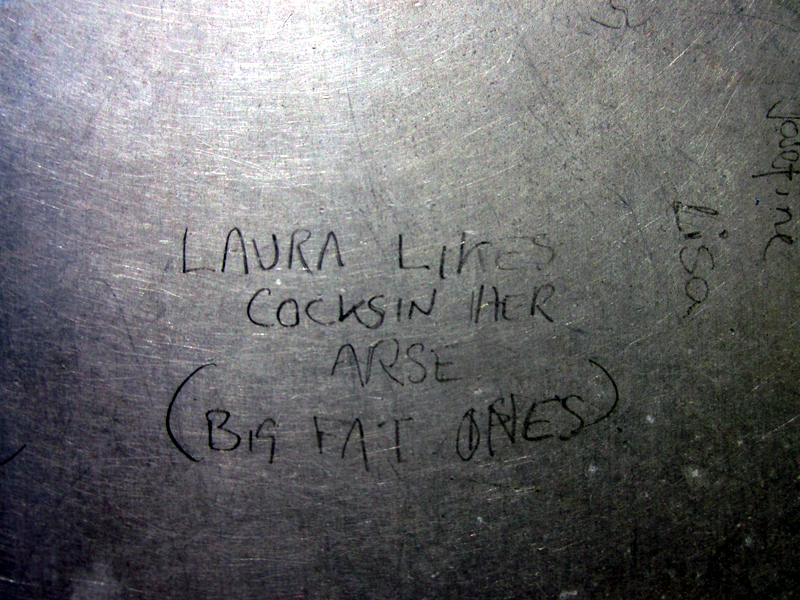 LAURA LIKES
COCKSIN HER
ARSE
(BIG FAT ONES)
Lisa